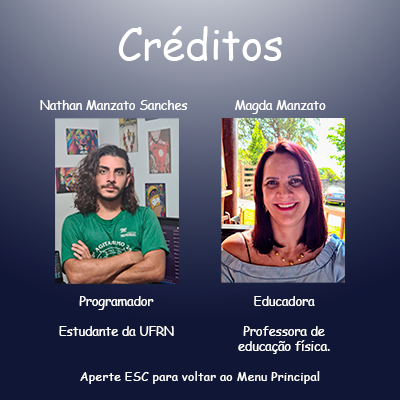 Créditos
Nathan Manzato Sanches
Magda Manzato
Programador
Educadora
Estudante da UFRN
Professora de
educação física.
Aperte ESC para voltar ao Menu Principal